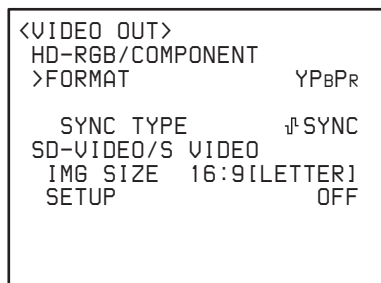 <VIDEO OUT>
HD-RGB/COMPONENT
>FORMAT YPBPR
SYNC TYPE SYNC
SD-VIDEO/S VIDEO
IMG SIZE 16:9[LETTER]
SETUP OFF